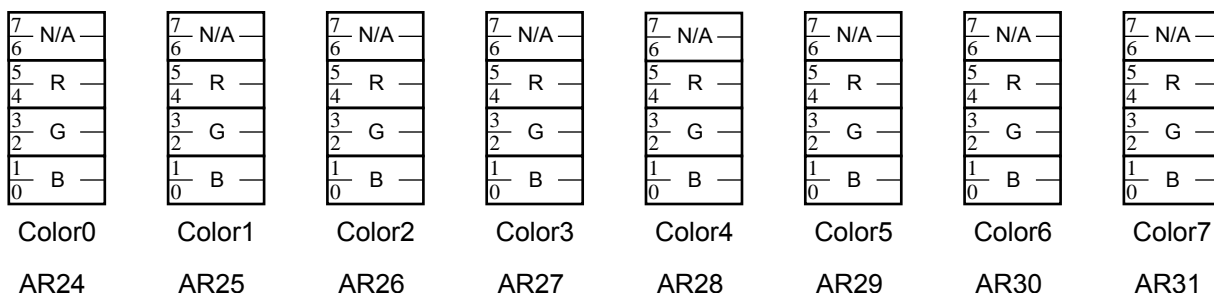 7 7 7 7 7 7 7 7
N/A N/A N/A N/A N/A N/A N/A N/A
6 6 6 6 6 6 6 6
5 5 5 5 5 5 5 5
R R R R R R R R
4 4 4 4 4 4 4 4
3 3 3 3 3 3 3 3
G G G G G G G G
2 2 2 2 2 2 2 2
1 1 1 1 1 1 1 1
B B B B B B B B
0 0 0 0 0 0 0 0
Color0 Color1 Color2 Color3 Color4 Color5 Color6 Color7
AR24 AR25 AR26 AR27 AR28 AR29 AR30 AR31